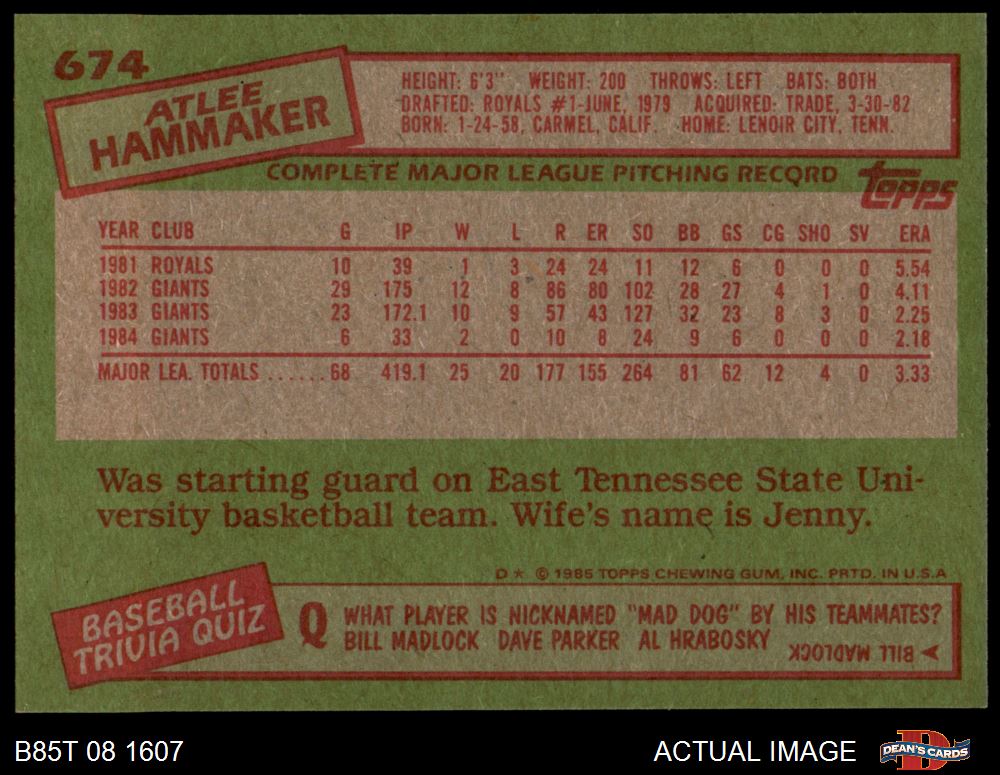 674
ATLEE
HAMMAKER
HEIGHT: 6'3" WEIGHT: 200 THROWS: LEFT BATS: BOTH
DRAFTED: ROYALS #1-JUNE, 1979 ACQUIRED: TRADE, 3-30-82
BORN: 1-24-58, CARMEL, CALIF. HOME: LENOIR CITY, TENN.
COMPLETE MAJOR LEAGUE PITCHING RECORD
topps
YEAR CLUB G IP W L R ER SO BB GS CG SHO SV ERA
1981 ROYALS 10 39 1 3 24 24 11 12 6 0 0 0 5.54
1982 GIANTS 29 175 12 8 86 80 102 28 27 4 1 0 4.11
1983 GIANTS 23 172.1 10 9 57 43 127 32 23 8 3 0 2.25
1984 GIANTS 6 33 2 0 10 8 24 9 6 0 0 0 2.18
MAJOR LEA. TOTALS ...... 68 419.1 25 20 177 155 264 81 62 12 4 0 3.33
Was starting guard on East Tennessee State Uni-
versity basketball team. Wife's name is Jenny.
D* © 1985 TOPPS CHEWING GUM, INC. PRTD. IN U.S.A
BASEBALL
TRIVIA QUIZ
Q WHAT PLAYER IS NICKNAMED "MAD DOG" BY HIS TEAMMATES?
BILL MADLOCK DAVE PARKER AL HRABOSKY
BILL MADLOCK
B85T 08 1607
ACTUAL IMAGE
DEAN'S CARDS